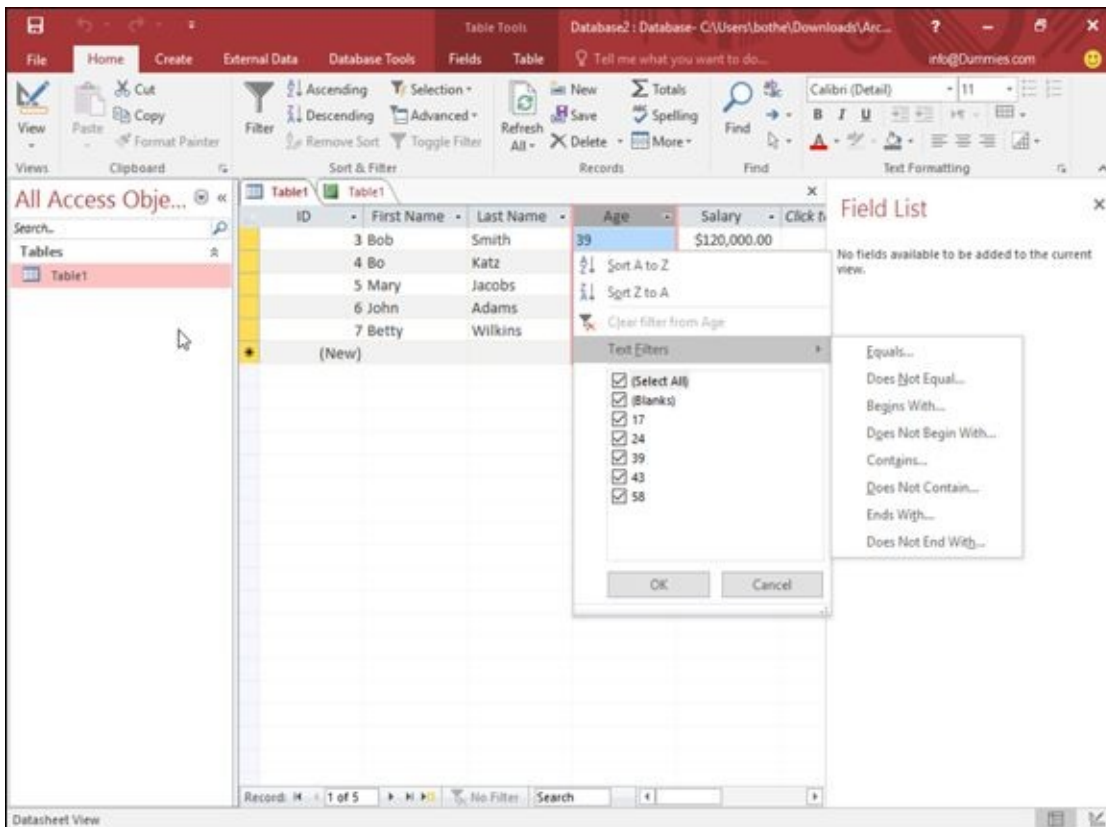 Table Tools Database2 : Database- C:\Users\bothe\Downloads\Arc... ?
File Home Create External Data Database Tools Fields Table Tell me what you want to do... info@Dummies.com
View
Paste
Cut
Copy
Format Painter
Filter
Ascending
Descending
Remove Sort
Selection
Advanced
Toggle Filter
Refresh
All
New
Save
Delete
Totals
Spelling
More
Find
Calibri (Detail) 11
B I U
A
Views Clipboard Sort & Filter Records Find Text Formatting
All Access Obje...
Search...
Tables
Table1
Table1 Table1
ID First Name Last Name Age Salary Click t
3 Bob Smith 39 $120,000.00
4 Bo Katz
5 Mary Jacobs
6 John Adams
7 Betty Wilkins
(New)
Sort A to Z
Sort Z to A
Clear filter from Age
Text Filters
(Select All)
(Blanks)
17
24
39
43
58
OK Cancel
Equals...
Does Not Equal...
Begins With...
Does Not Begin With...
Contains...
Does Not Contain...
Ends With...
Does Not End With...
Field List
No fields available to be added to the current
view.
Record: 1 of 5 No Filter Search
Datasheet View